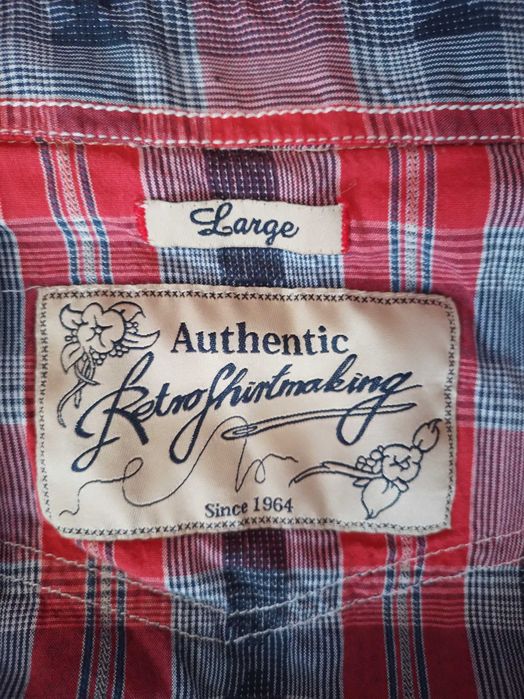 Large
Authentic
RetroShirtmaking
Since 1964